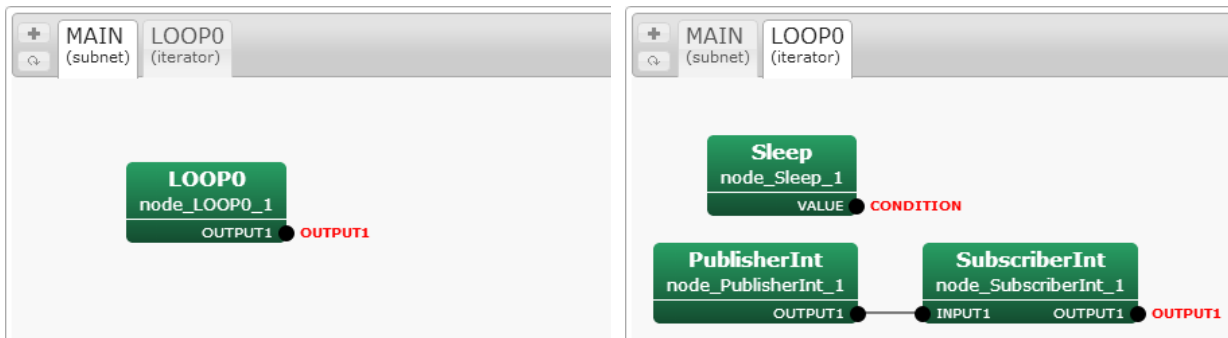 MAIN
(subnet)
LOOP0
(iterator)
LOOP0
node_LOOP0_1
OUTPUT1
OUTPUT1
MAIN
(subnet)
LOOP0
(iterator)
Sleep
node_Sleep_1
VALUE
CONDITION
PublisherInt
node_PublisherInt_1
OUTPUT1
SubscriberInt
node_SubscriberInt_1
INPUT1 OUTPUT1
OUTPUT1